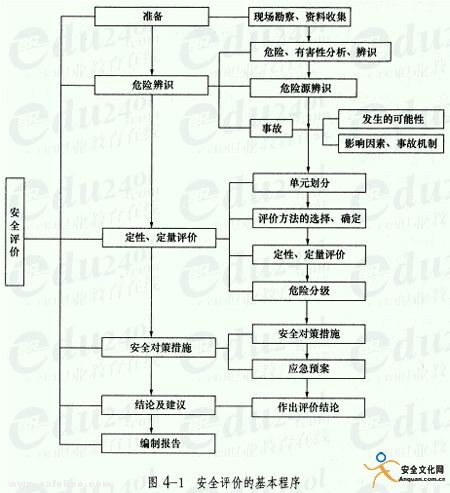 准备
现场勘察、资料收集
危险、有害性分析、辨识
危险辨识
危险源辨识
事故
发生的可能性
影响因素、事故机制
单元划分
评价方法的选择、确定
安全评价
定性、定量评价
定性、定量评价
危险分级
安全对策措施
安全对策措施
应急预案
结论及建议
作出评价结论
编制报告
图 4-1 安全评价的基本程序
安全文化网
Anquan.com.cn